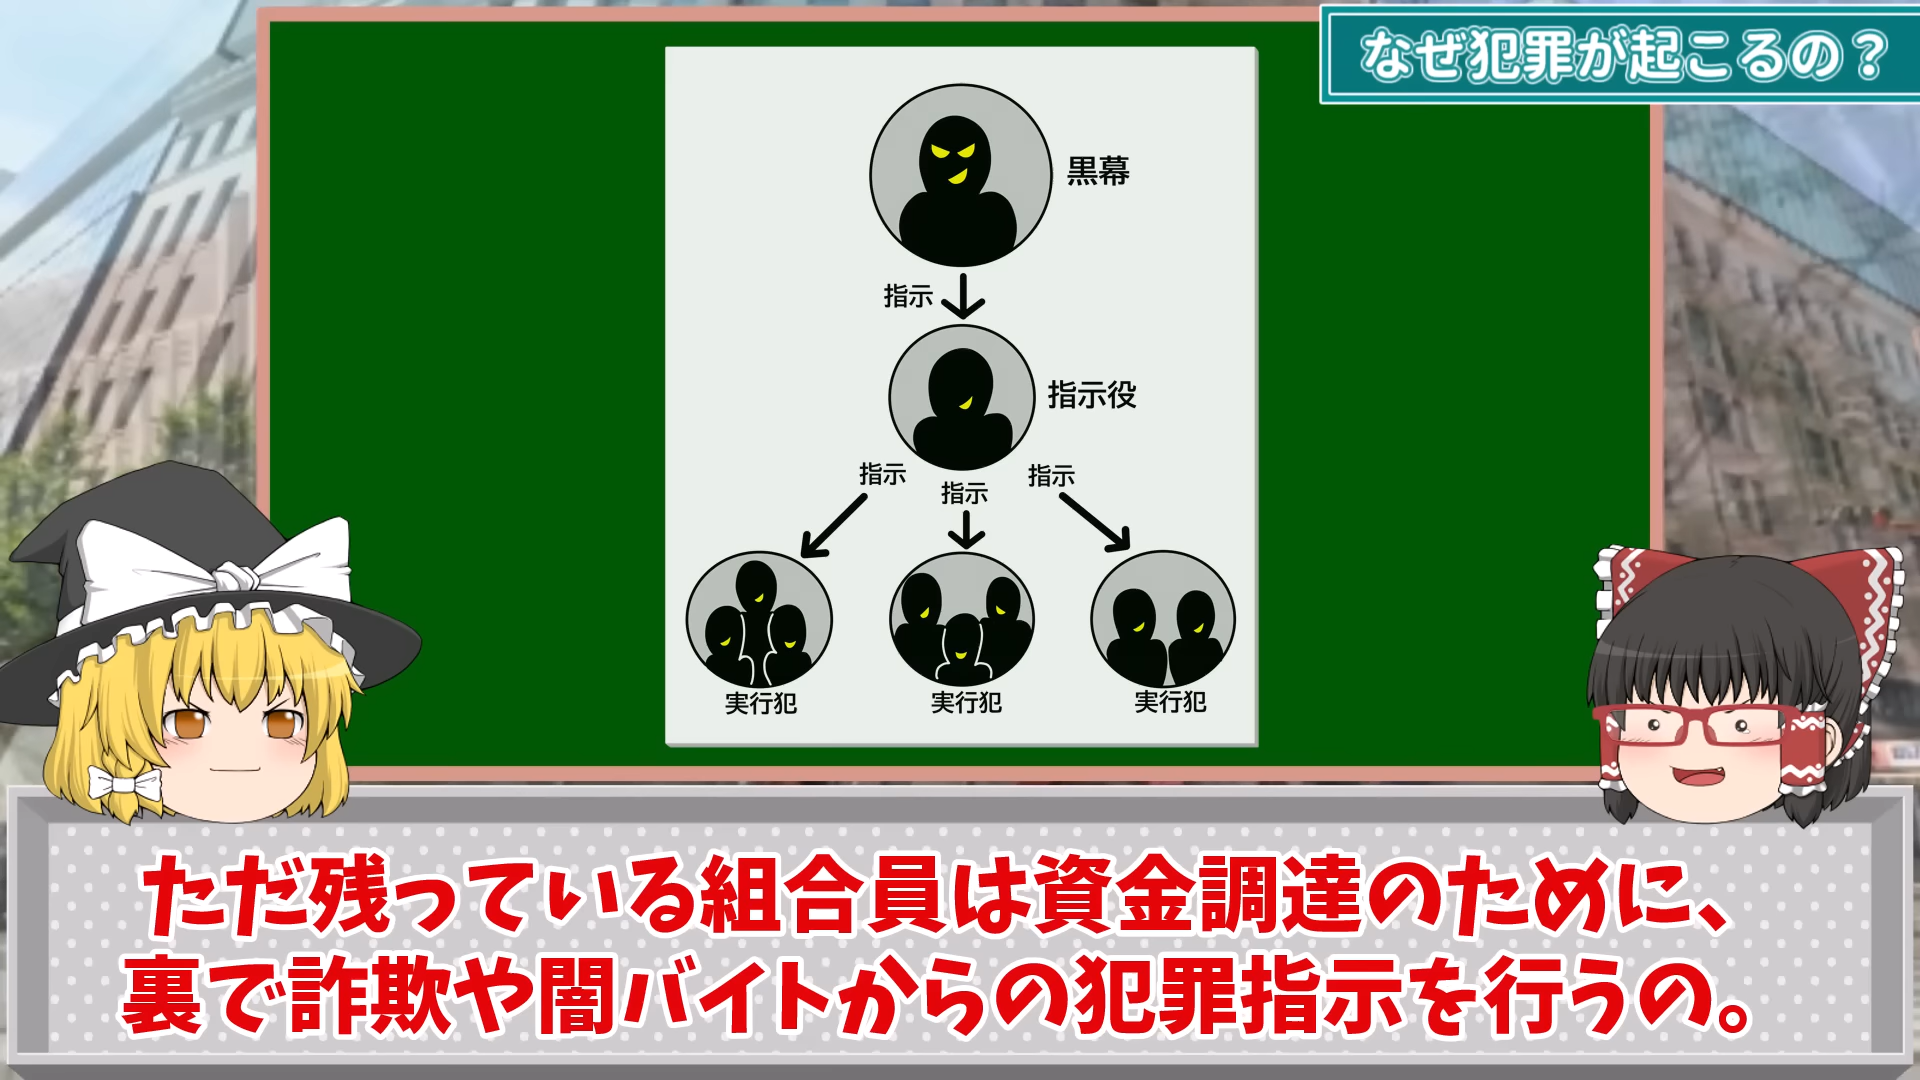 なぜ犯罪が起こるの？
黒幕
指示
指示役
指示
指示
指示
実行犯
実行犯
実行犯
ただ残っている組合員は資金調達のために、
裏で詐欺や闇バイトからの犯罪指示を行うの。